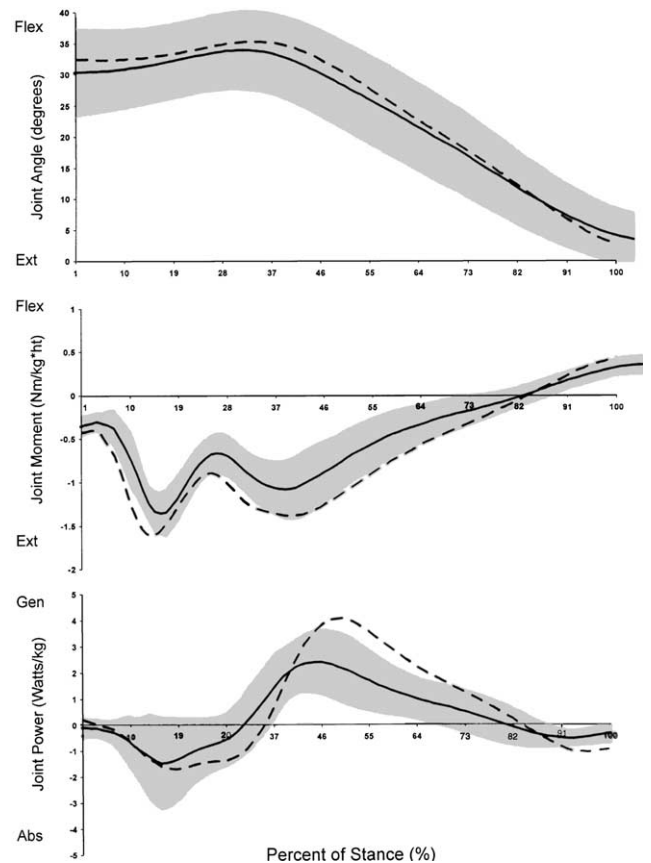 Flex
Joint Angle (degrees)
40
35
30
25
20
15
10
5
0
Ext
1 10 19 28 37 46 55 64 73 82 91 100
Flex
Joint Moment (Nm/kg*ht)
1
0.5
0
-0.5
-1
-1.5
-2
Ext
1 10 19 28 37 46 55 64 73 82 91 100
Gen
Joint Power (Watts/kg)
5
4
3
2
1
0
-1
-2
-3
-4
-5
Abs
10 19 28 37 46 55 64 73 82 91 100
Percent of Stance (%)